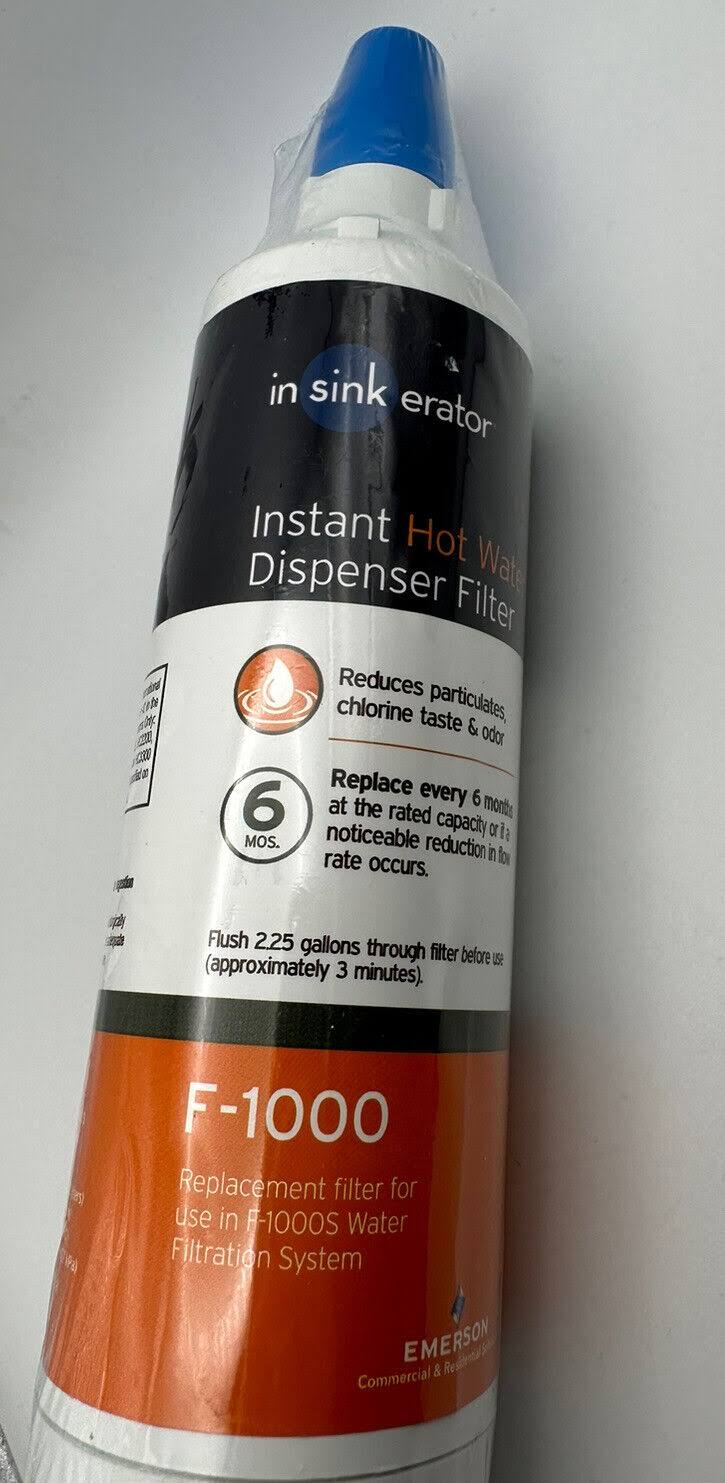 in sink erator
Instant Hot Wate
Dispenser Filter
Reduces particulates,
chlorine taste & odor
6
MOS.
Replace every 6 months
at the rated capacity or if a
noticeable reduction in flow
rate occurs.
Flush 2.25 gallons through filter before use
(approximately 3 minutes).
F-1000
Replacement filter for
use in F-1000S Water
Filtration System
EMERSON
Commercial & Residential